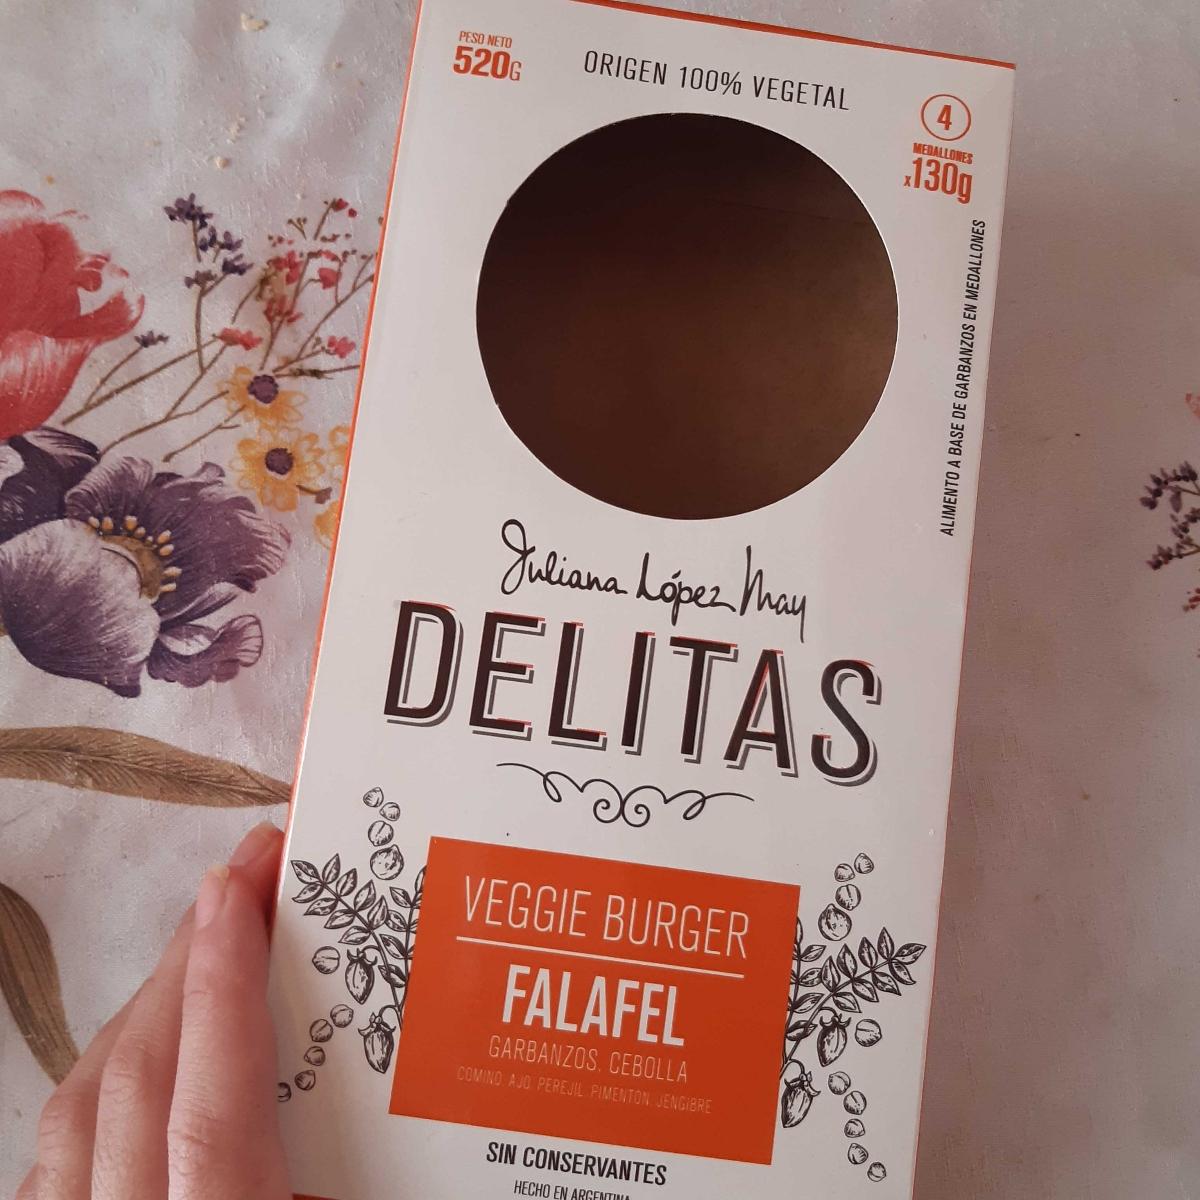 PESO NETO
520G
ORIGEN 100% VEGETAL
4
MEDALLONES
x130g
ALIMENTO A BASE DE GARBANZOS EN MEDALLONES
Juliana López May
DELITAS
VEGGIE BURGER
FALAFEL
GARBANZOS, CEBOLLA
COMINO, AJO, PEREJIL, PIMENTON, JENGIBRE
SIN CONSERVANTES
HECHO EN ARGENTINA